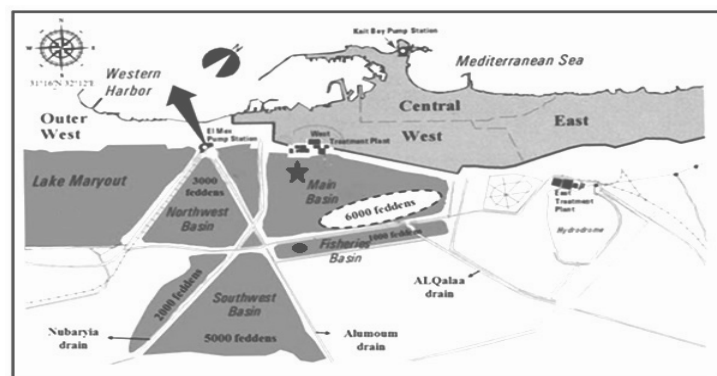 N
Kait Bay Pump Station
Mediterranean Sea
31°16'N 32°12'E
Western
Harbor
Central
Outer
West
El Max
Pump Station
West
Treatment Plant
West
East
Lake Maryout
3000
feddens
Northwest
Basin
Main
Basin
6000 feddens
East
Treatment
Plant
Hydrodrome
Fisheries
Basin
1000 feddens
2000 feddens
Southwest
Basin
5000 feddens
ALQalaa
drain
Nubaryia
drain
Alumoum
drain